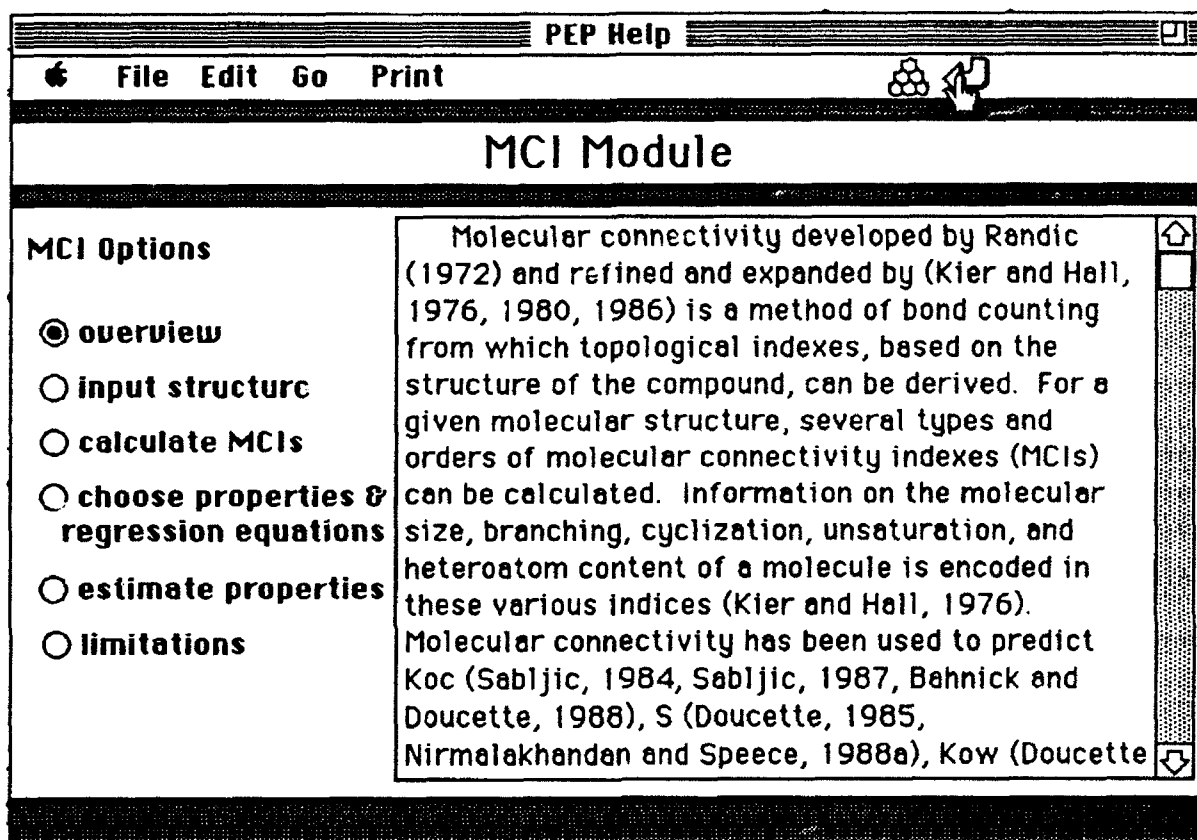 PEP Help
File Edit Go Print
MCI Module
MCI Options
overview
input structure
calculate MCIs
choose properties &
regression equations
estimate properties
limitations
Molecular connectivity developed by Randic
(1972) and refined and expanded by (Kier and Hall,
1976, 1980, 1986) is a method of bond counting
from which topological indexes, based on the
structure of the compound, can be derived. For a
given molecular structure, several types and
orders of molecular connectivity indexes (MCIs)
can be calculated. Information on the molecular
size, branching, cyclization, unsaturation, and
heteroatom content of a molecule is encoded in
these various indices (Kier and Hall, 1976).
Molecular connectivity has been used to predict
Koc (Sabljic, 1984, Sabljic, 1987, Bahnick and
Doucette, 1988), S (Doucette, 1985,
Nirmalakhandan and Speece, 1988a), Kow (Doucette